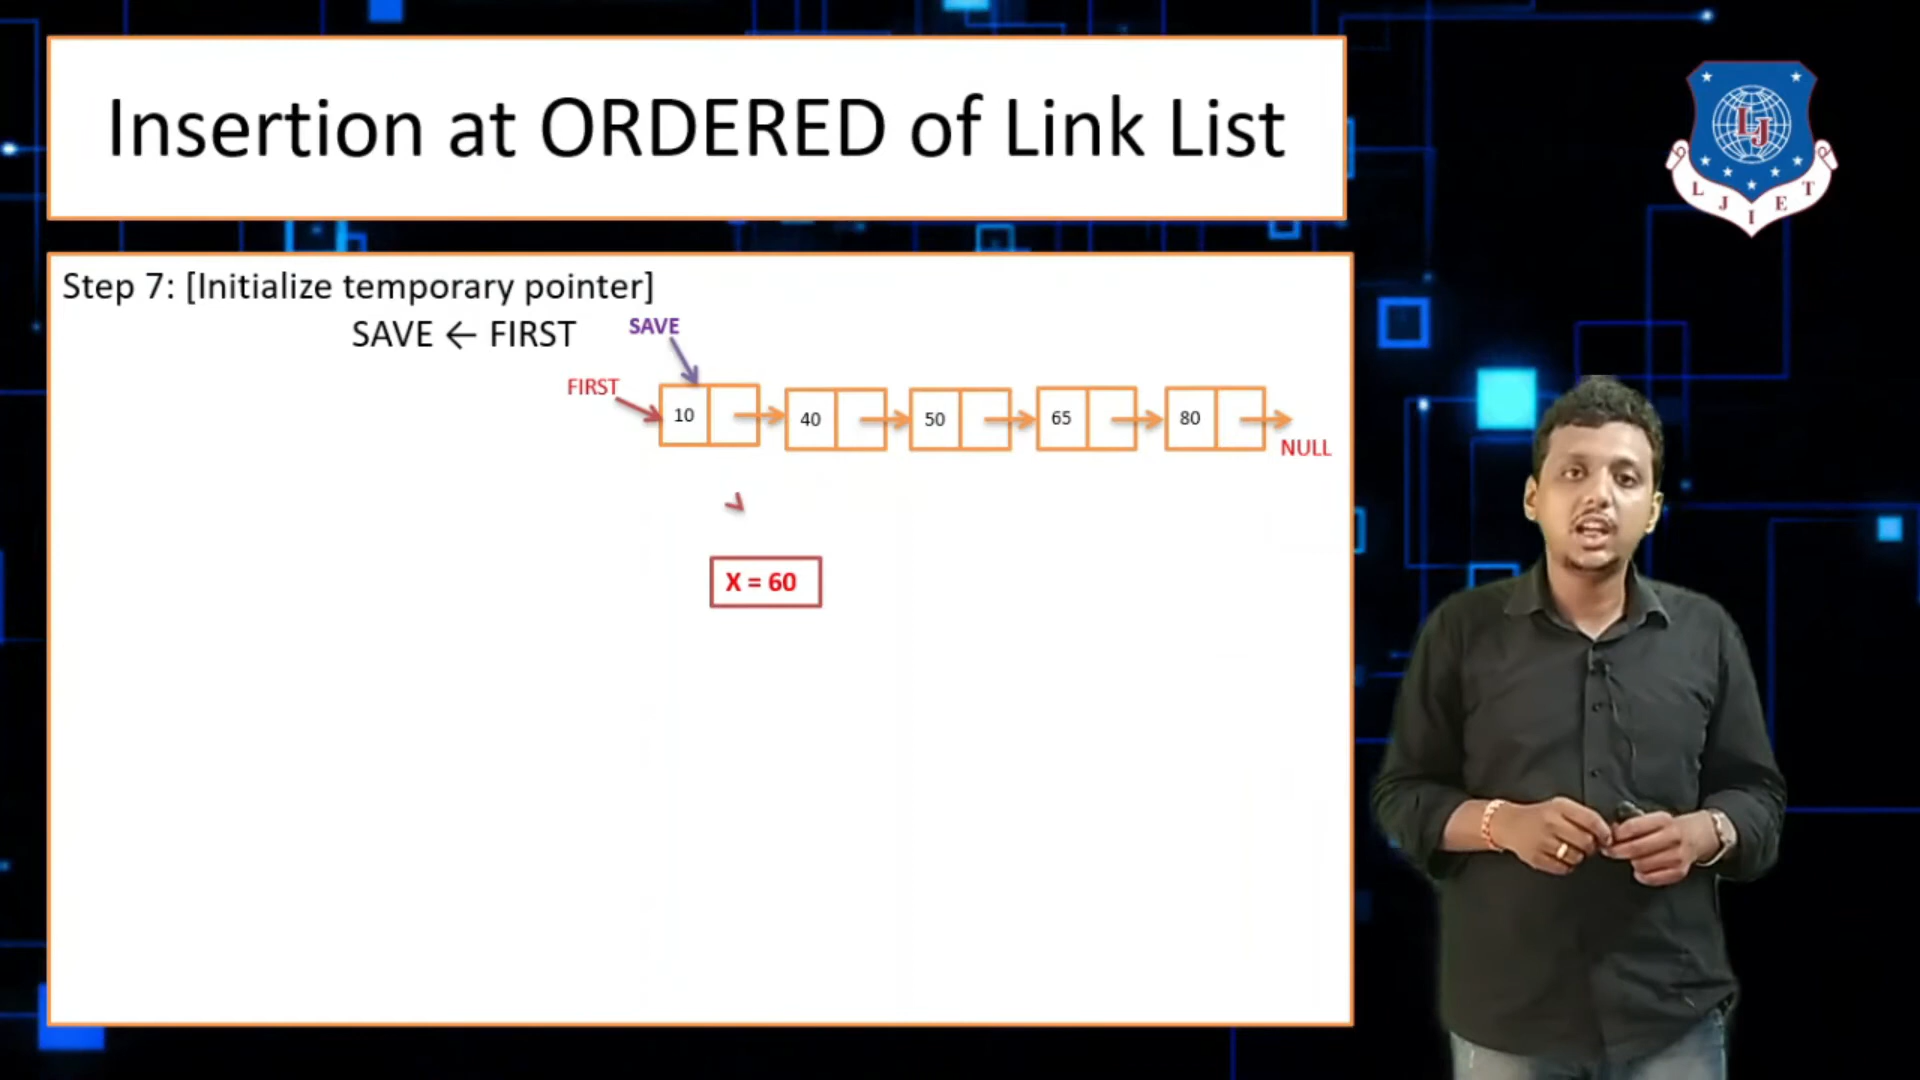 Insertion at ORDERED of Link List
L J
L J I E T
Step 7: [Initialize temporary pointer]
SAVE ← FIRST
SAVE
FIRST
10 40 50 65 80
NULL
X = 60